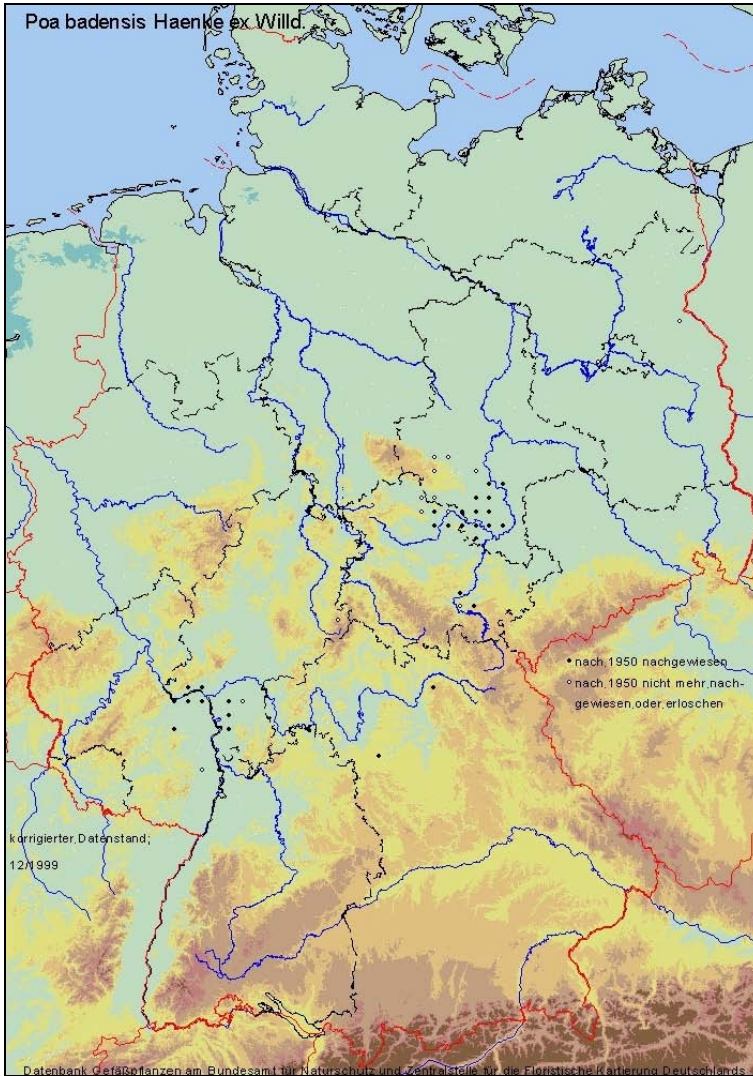 Poa badensis Haenke ex Willd.
• nach,1950 nachgewiesen
○ nach,1950 nicht mehr,nach-
gewiesen,oder,erloschen
korrigierter,Datenstand;
12/1999
Datenbank Gefäßpflanzen am Bundesamt für Naturschutz und Zentralstelle für die Floristische Kartierung Deutschlands